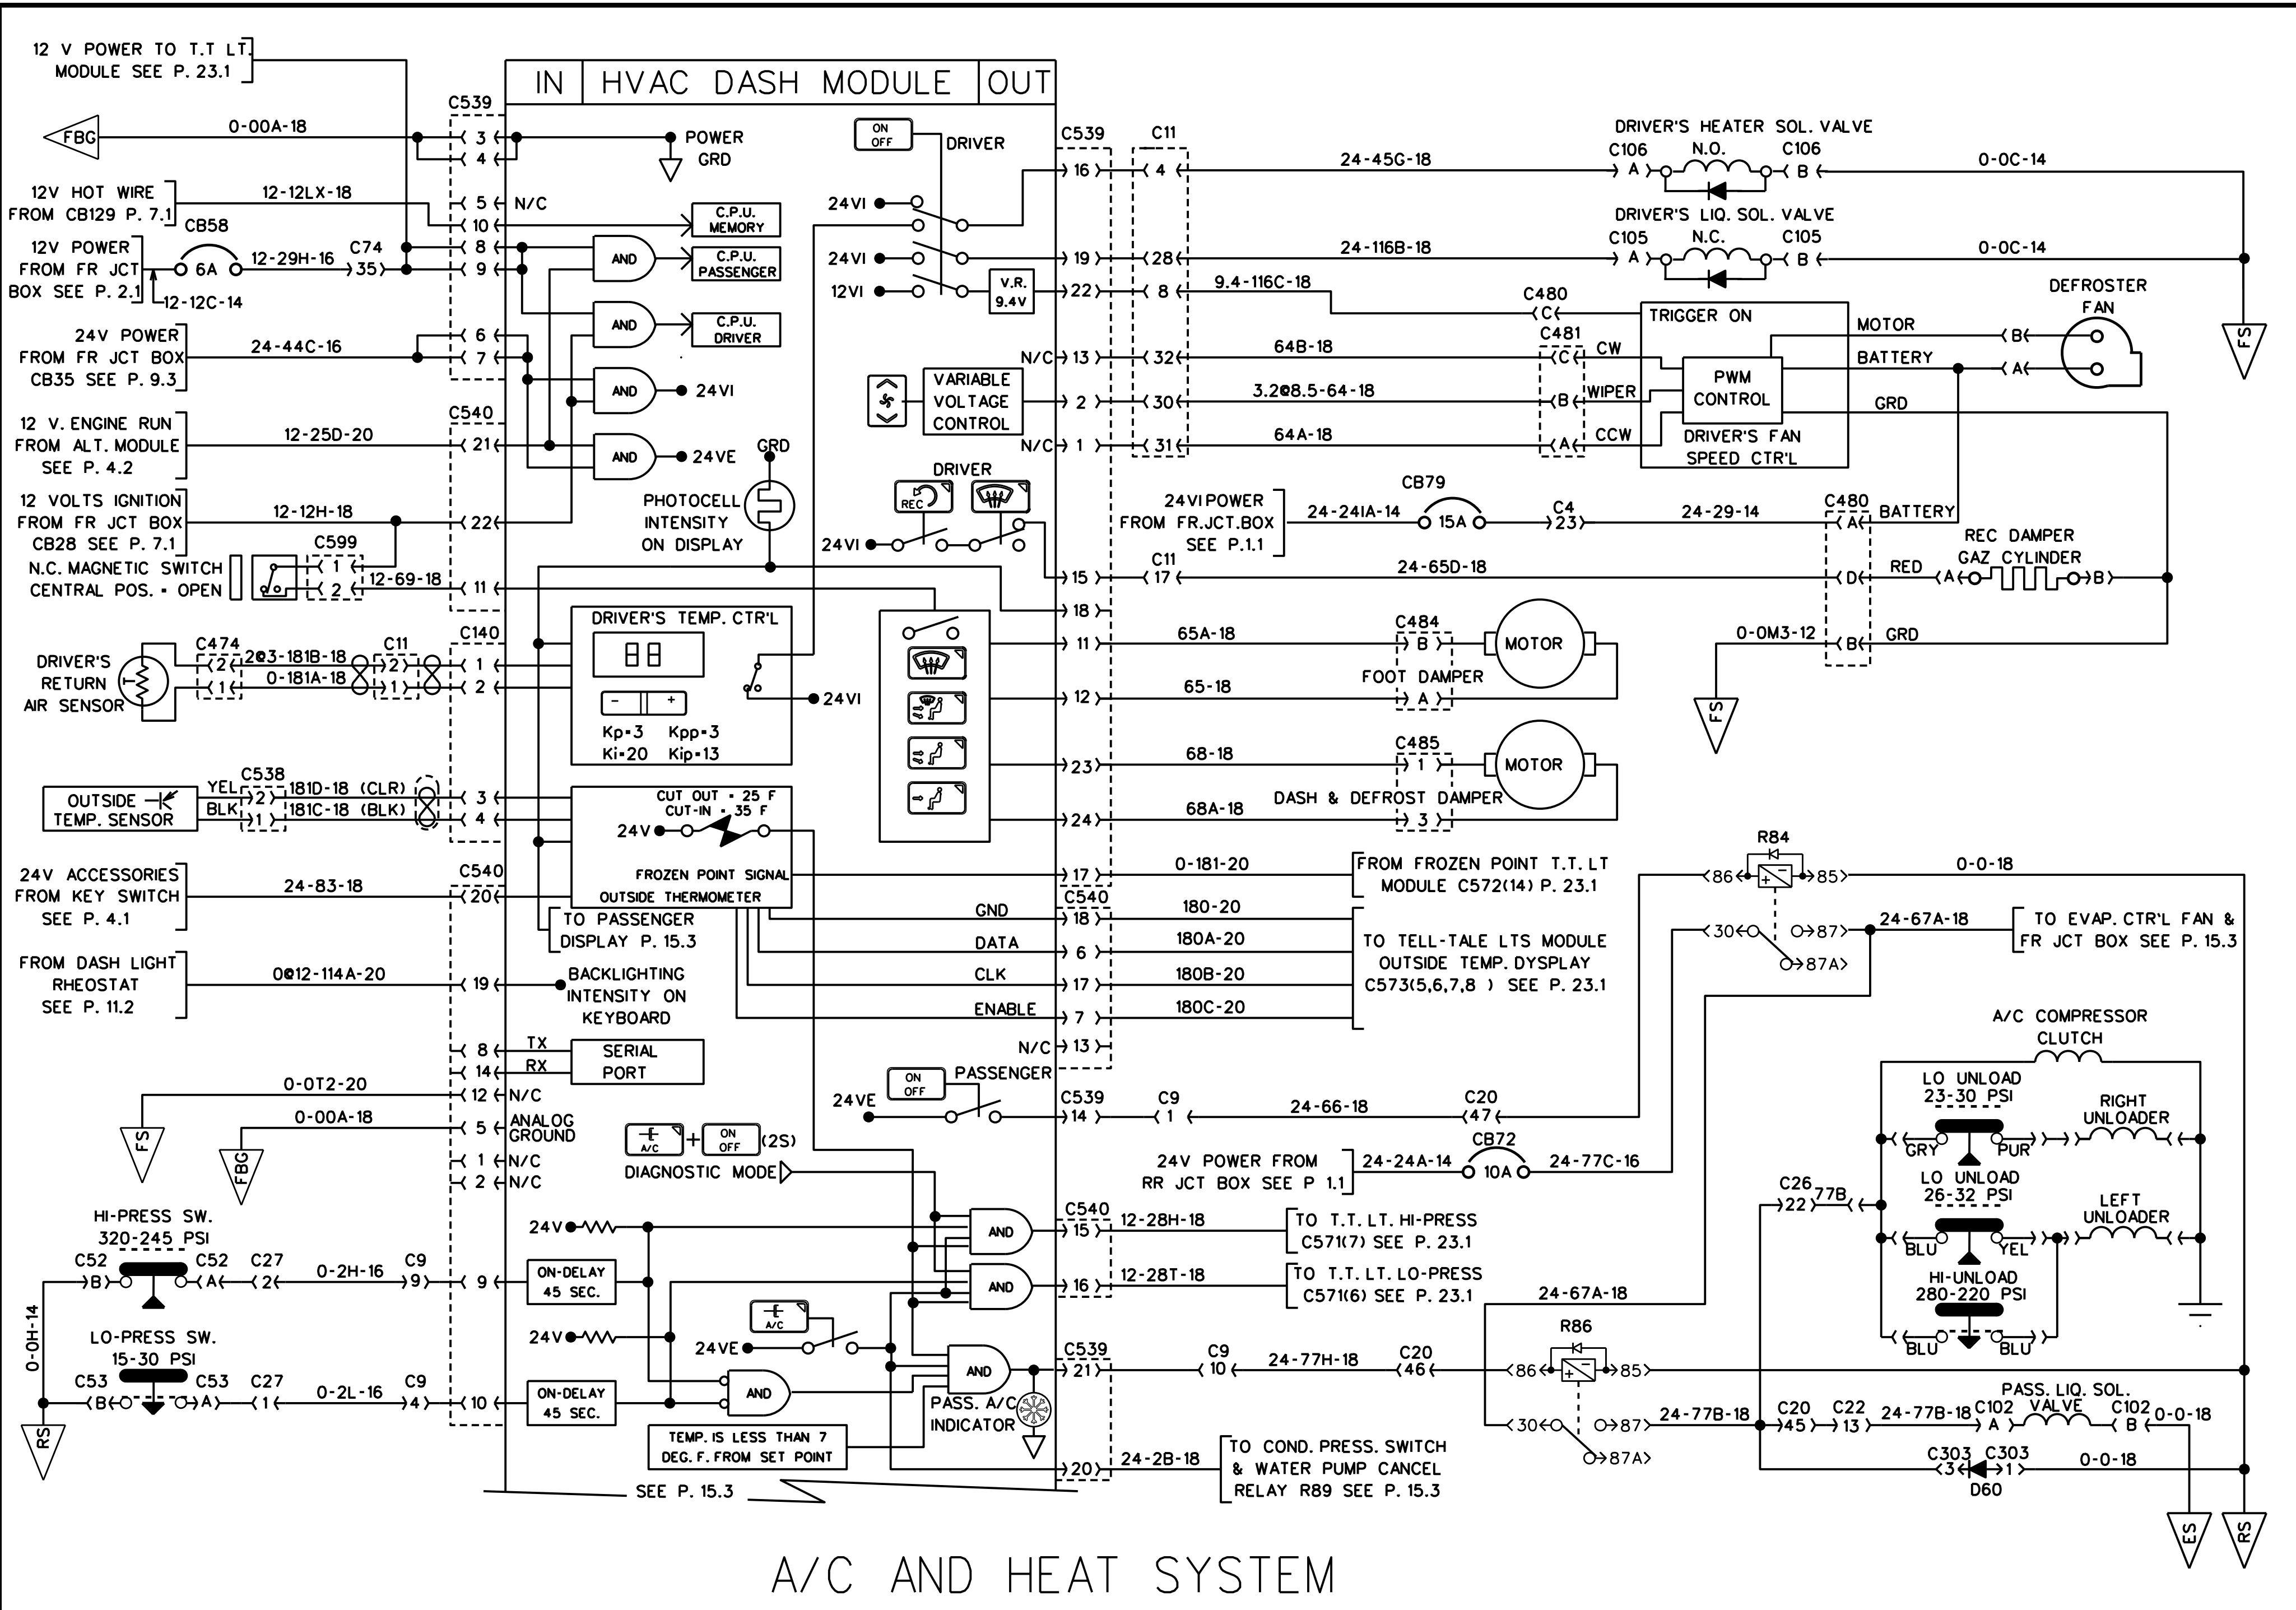 12 V POWER TO T.T LT.
MODULE SEE P. 23.1
IN
HVAC DASH MODULE
OUT
C539
FBG
0-00A-18
3
4
POWER
GRD
12V HOT WIRE
FROM CB129 P. 7.1
12-12LX-18
5
N/C
10
C.P.U.
MEMORY
12V POWER
FROM FR JCT
BOX SEE P. 2.1
CB58
6A
12-29H-16
C74
35
12-12C-14
8
9
AND
C.P.U.
PASSENGER
24V POWER
FROM FR JCT BOX
CB35 SEE P. 9.3
24-44C-16
6
7
AND
C.P.U.
DRIVER
AND
24VI
12 V. ENGINE RUN
FROM ALT. MODULE
SEE P. 4.2
12-25D-20
C540
21
AND
24VE
12 VOLTS IGNITION
FROM FR JCT BOX
CB28 SEE P. 7.1
12-12H-18
22
N.C. MAGNETIC SWITCH
CENTRAL POS. = OPEN
C599
1
2
12-69-18
11
GRD
PHOTOCELL
INTENSITY
ON DISPLAY
DRIVER'S
RETURN
AIR SENSOR
T
C474
2
1
2@3-181B-18
0-181A-18
C11
2
1
C140
1
2
DRIVER'S TEMP. CTR'L
88
- +
Kp=3 Kpp=3
Ki=20 Kip=13
24VI
OUTSIDE
TEMP. SENSOR
YEL
BLK
C538
2
1
181D-18 (CLR)
181C-18 (BLK)
3
4
CUT OUT = 25 F
CUT-IN = 35 F
24V
FROZEN POINT SIGNAL
OUTSIDE THERMOMETER
24V ACCESSORIES
FROM KEY SWITCH
SEE P. 4.1
24-83-18
C540
20
TO PASSENGER
DISPLAY P. 15.3
FROM DASH LIGHT
RHEOSTAT
SEE P. 11.2
0@12-114A-20
19
BACKLIGHTING
INTENSITY ON
KEYBOARD
8
TX
14
RX
SERIAL
PORT
0-0T2-20
12
N/C
FS
0-00A-18
5
ANALOG
GROUND
FBG
1
N/C
2
N/C
A/C
+
ON
OFF
(2S)
DIAGNOSTIC MODE
HI-PRESS SW.
320-245 PSI
C52
B
C52
A
C27
2
0-2H-16
C9
9
9
ON-DELAY
45 SEC.
24V
0-0H-14
LO-PRESS SW.
15-30 PSI
C53
B
C53
A
C27
1
0-2L-16
C9
4
10
ON-DELAY
45 SEC.
24V
RS
A/C
24VE
AND
AND
AND
AND
PASS. A/C
INDICATOR
TEMP. IS LESS THAN 7
DEG. F. FROM SET POINT
SEE P. 15.3
ON
OFF
DRIVER
24VI
24VI
12VI
V.R.
9.4V
C539
16
19
22
C11
4
28
8
24-45G-18
24-116B-18
9.4-116C-18
DRIVER'S HEATER SOL. VALVE
C106
A
N.O.
C106
B
0-0C-14
DRIVER'S LIQ. SOL. VALVE
C105
A
N.C.
C105
B
0-0C-14
FS
C480
C
TRIGGER ON
C481
N/C
13
32
64B-18
C
CW
VARIABLE
VOLTAGE
CONTROL
2
30
3.2@8.5-64-18
B
WIPER
N/C
1
31
64A-18
A
CCW
PWM
CONTROL
DRIVER'S FAN
SPEED CTR'L
DEFROSTER
FAN
MOTOR
B
BATTERY
A
GRD
DRIVER
REC
24VI
24VI POWER
FROM FR. JCT. BOX
SEE P. 1.1
24-24IA-14
CB79
15A
C4
23
24-29-14
C480
A
BATTERY
15
C11
17
24-65D-18
D
RED
REC DAMPER
GAZ CYLINDER
A
B
18
0-0M3-12
B
GRD
FS
11
65A-18
C484
B
MOTOR
FOOT DAMPER
12
65-18
A
23
68-18
C485
1
MOTOR
DASH & DEFROST DAMPER
24
68A-18
3
17
0-181-20
FROM FROZEN POINT T.T. LT
MODULE C572(14) P. 23.1
C540
GND
18
180-20
DATA
6
180A-20
CLK
17
180B-20
ENABLE
7
180C-20
TO TELL-TALE LTS MODULE
OUTSIDE TEMP. DYSPLAY
C573(5,6,7,8 ) SEE P. 23.1
N/C
13
R84
86
85
0-0-18
30
87
87A
24-67A-18
TO EVAP. CTR'L FAN &
FR JCT BOX SEE P. 15.3
ON
OFF
PASSENGER
24VE
C539
14
C9
1
24-66-18
C20
47
24V POWER FROM
RR JCT BOX SEE P 1.1
24-24A-14
CB72
10A
24-77C-16
C540
15
12-28H-18
TO T.T. LT. HI-PRESS
C571(7) SEE P. 23.1
16
12-28T-18
TO T.T. LT. LO-PRESS
C571(6) SEE P. 23.1
C539
21
C9
10
24-77H-18
C20
46
24-67A-18
R86
86
85
30
87
87A
20
24-2B-18
TO COND. PRESS. SWITCH
& WATER PUMP CANCEL
RELAY R89 SEE P. 15.3
A/C COMPRESSOR
CLUTCH
LO UNLOAD
23-30 PSI
RIGHT
UNLOADER
GRY
PUR
LO UNLOAD
26-32 PSI
LEFT
UNLOADER
BLU
YEL
HI-UNLOAD
280-220 PSI
BLU
BLU
C26
22
77B
24-77B-18
C20
45
C22
13
24-77B-18
PASS. LIQ. SOL.
VALVE
C102
A
C102
B
0-0-18
C303
3
C303
1
D60
0-0-18
ES
RS
A/C AND HEAT SYSTEM